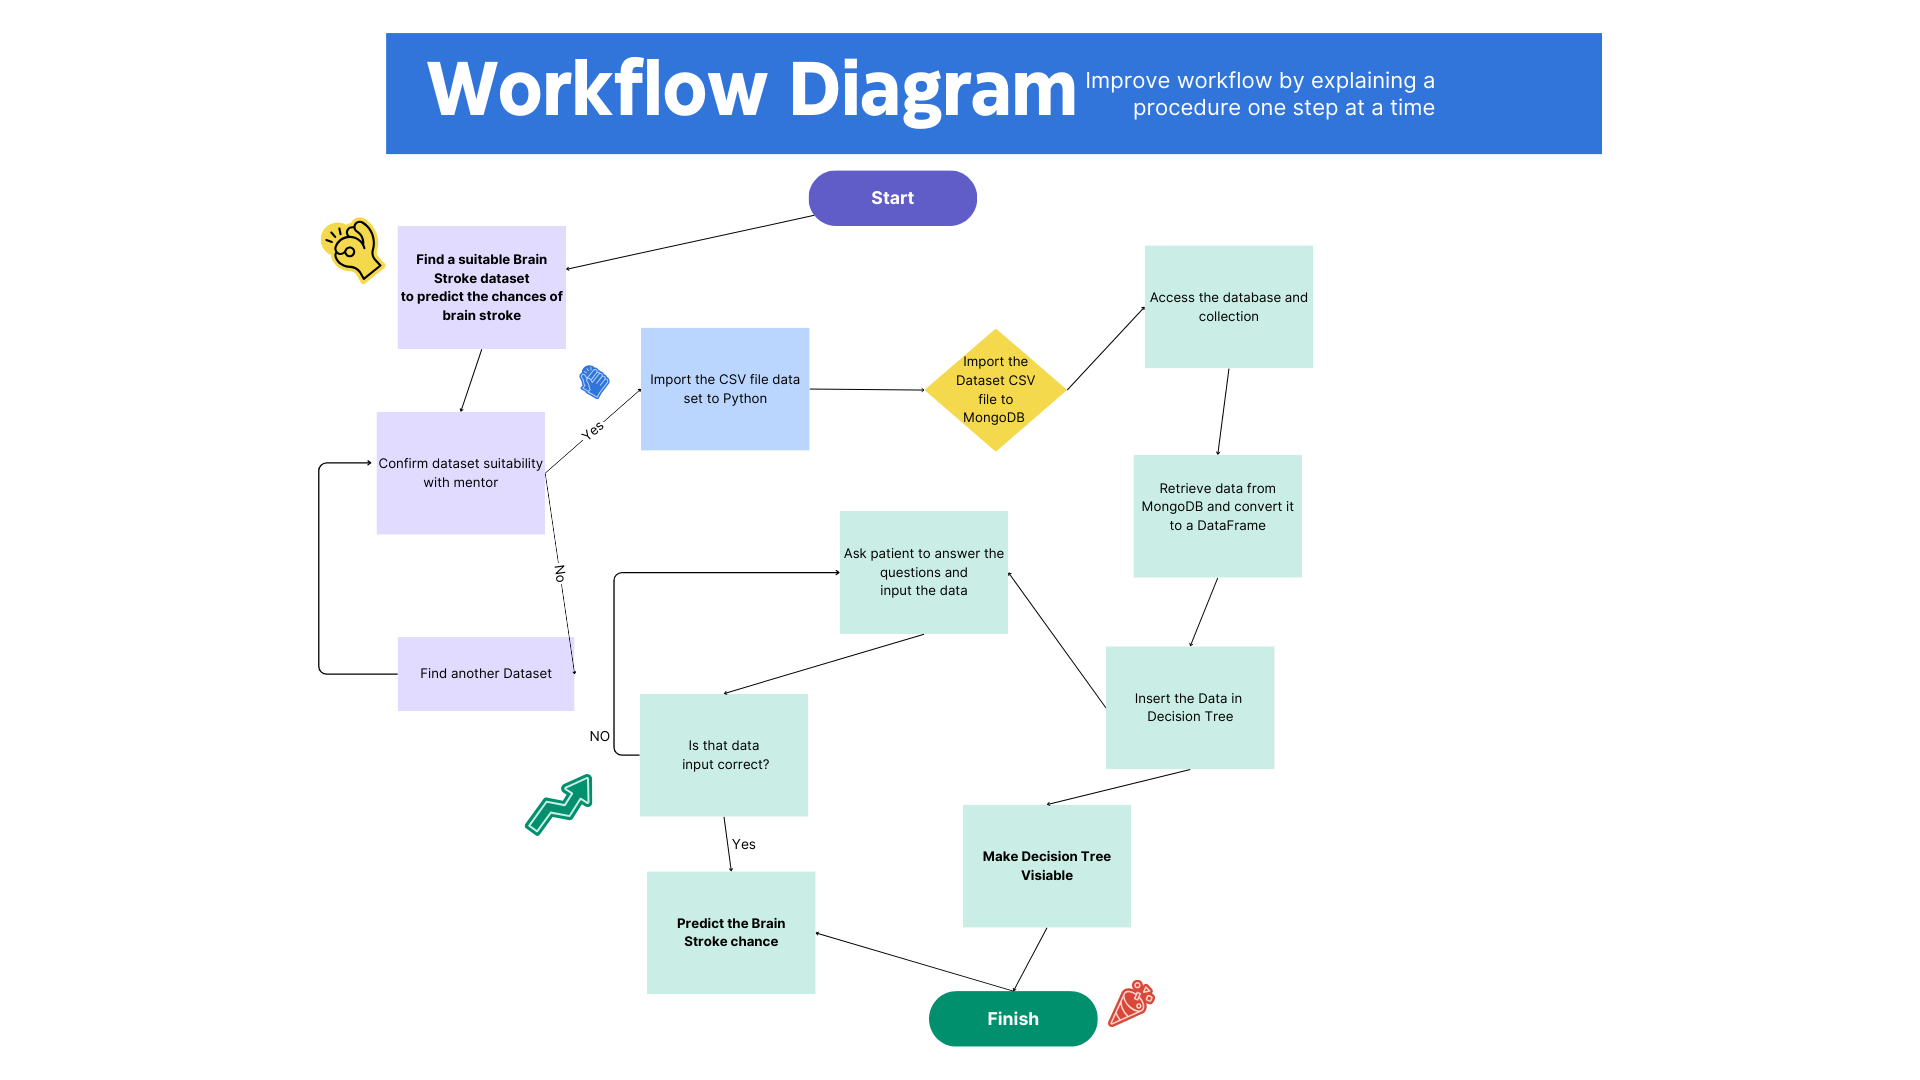 Workflow Diagram
Improve workflow by explaining a
procedure one step at a time
Start
Find a suitable Brain
Stroke dataset
to predict the chances of
brain stroke
Access the database and
collection
Import the CSV file data
set to Python
Import the
Dataset CSV
file to
MongoDB
Yes
Confirm dataset suitability
with mentor
Retrieve data from
MongoDB and convert it
to a DataFrame
No
Ask patient to answer the
questions and
input the data
Find another Dataset
Insert the Data in
Decision Tree
NO
Is that data
input correct?
Yes
Make Decision Tree
Visiable
Predict the Brain
Stroke chance
Finish